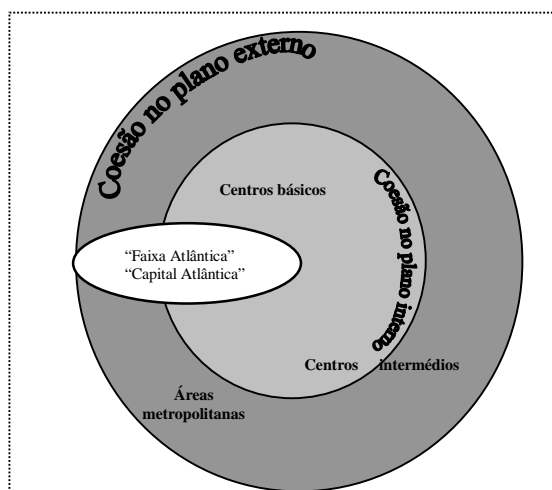 Coesão no plano externo
Centros básicos
Coesão no plano interno
“Faixa Atlântica”
“Capital Atlântica”
Centros intermédios
Áreas
metropolitanas